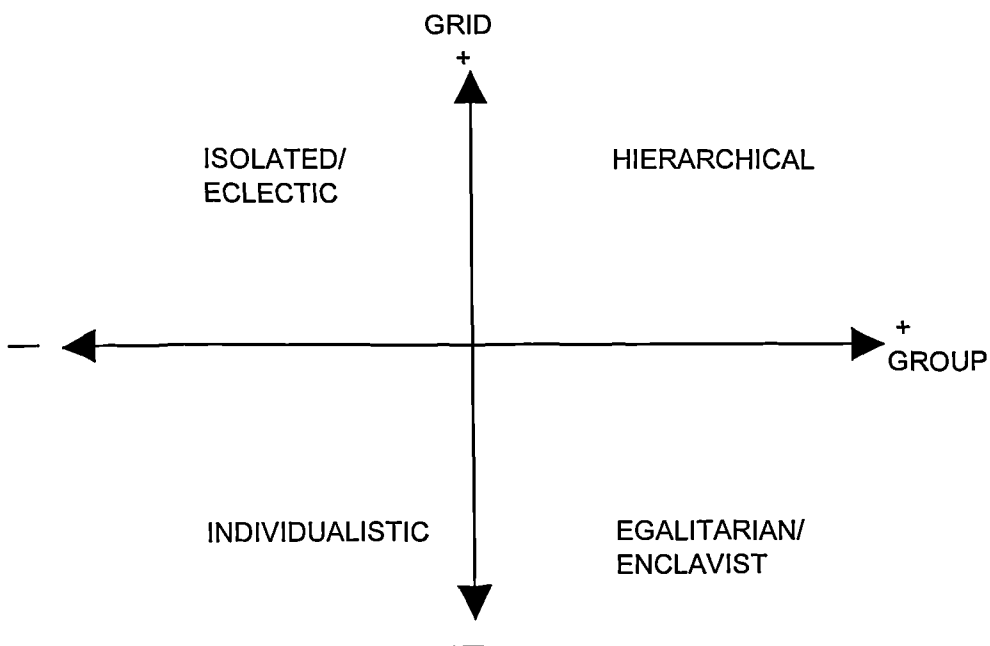 GRID
+
ISOLATED/
ECLECTIC
HIERARCHICAL
—
+
GROUP
INDIVIDUALISTIC
EGALITARIAN/
ENCLAVIST